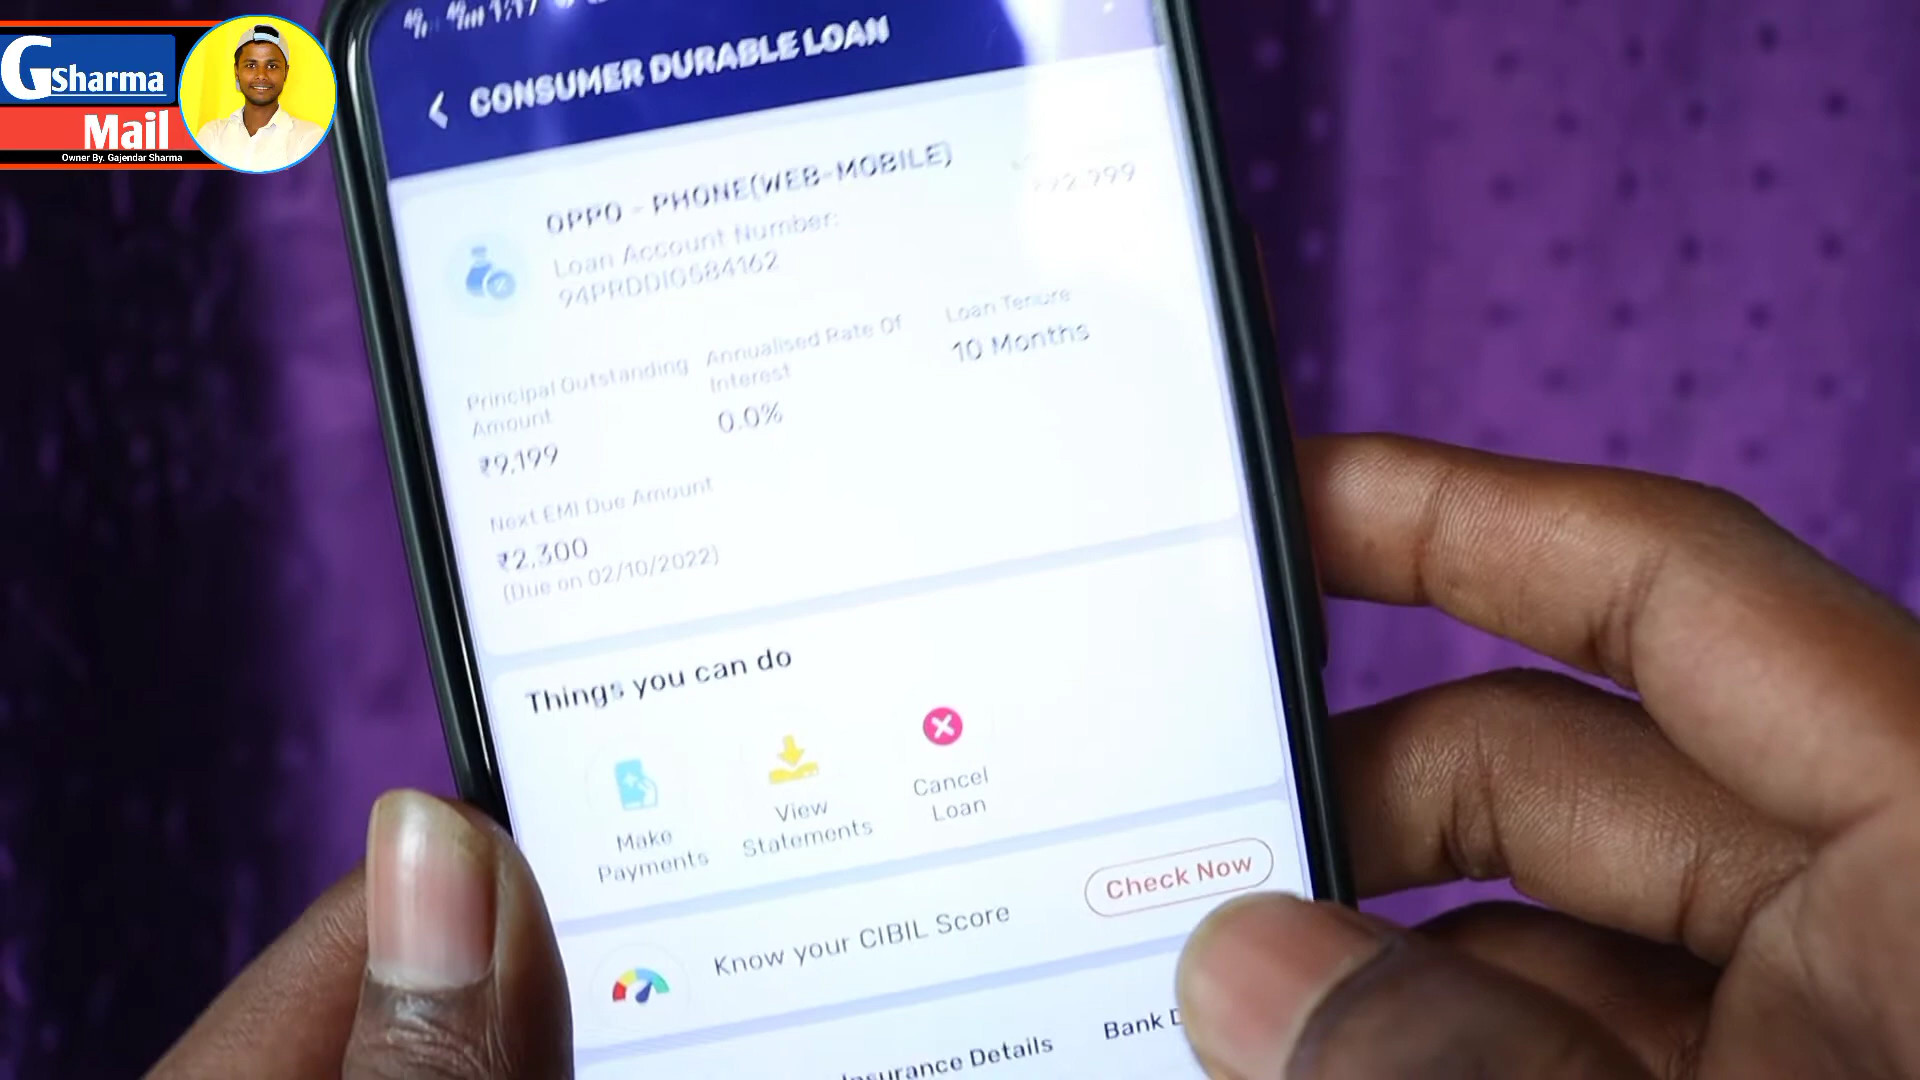 GSharma
Mail
Owner By. Gajendar Sharma
CONSUMER DURABLE LOAN
OPPO - PHONE(WEB-MOBILE)
Loan Account Number:
Principal Outstanding
Amount
₹9,199
Annualised Rate Of
Interest
0.0%
Loan Tenure
10 Months
Next EMI Due Amount
₹2,300
(Due on 02/10/2022)
Things you can do
Make
Payments
View
Statements
Cancel
Loan
Know your CIBIL Score
Check Now
Insurance Details
Bank